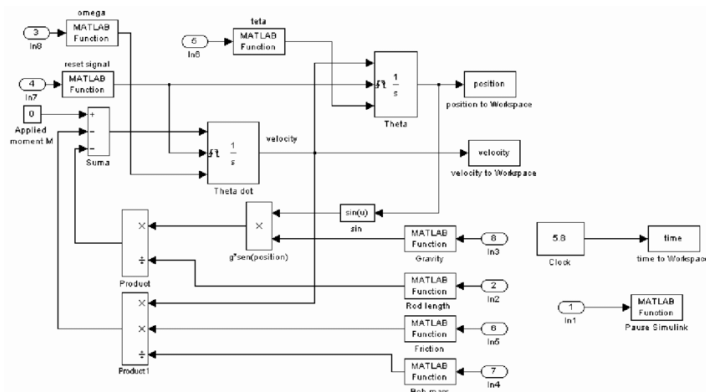 omega
3
In8
MATLAB
Function
teta
5
In6
MATLAB
Function
reset signal
4
In7
MATLAB
Function
0
Applied
moment M
+
−
−
Suma
1
s
Theta dot
velocity
1
s
Theta
position
position to Workspace
velocity
velocity to Workspace
sin(u)
sin
×
g*sen(position)
×
÷
Product
MATLAB
Function
Gravity
8
In3
MATLAB
Function
Rod length
2
In2
×
×
÷
Product1
MATLAB
Function
Friction
6
In5
MATLAB
Function
7
In4
5.8
Clock
time
time to Workspace
1
In1
MATLAB
Function
Pause Simulink